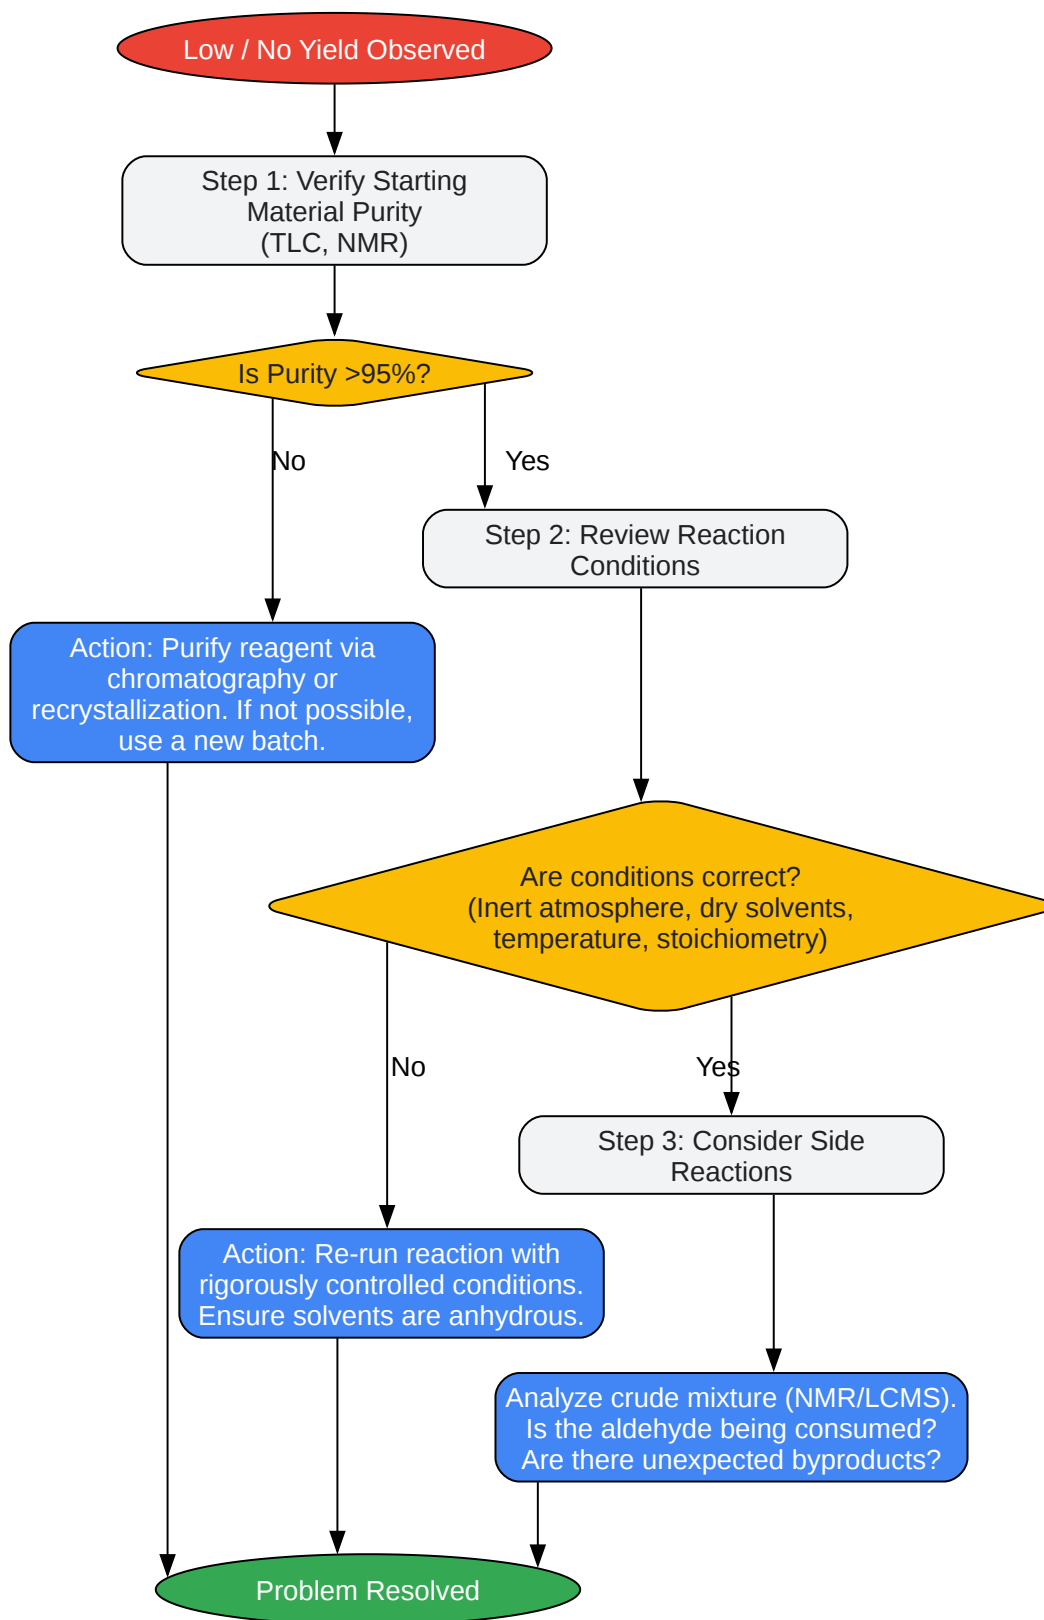 Low / No Yield Observed
Step 1: Verify Starting
Material Purity
(TLC, NMR)
Is Purity >95%?
No
Yes
Step 2: Review Reaction
Conditions
Action: Purify reagent via
chromatography or
recrystallization. If not possible,
use a new batch.
Are conditions correct?
(Inert atmosphere, dry solvents,
temperature, stoichiometry)
No
Yes
Step 3: Consider Side
Reactions
Action: Re-run reaction with
rigorously controlled conditions.
Ensure solvents are anhydrous.
Analyze crude mixture (NMR/LCMS).
Is the aldehyde being consumed?
Are there unexpected byproducts?
Problem Resolved